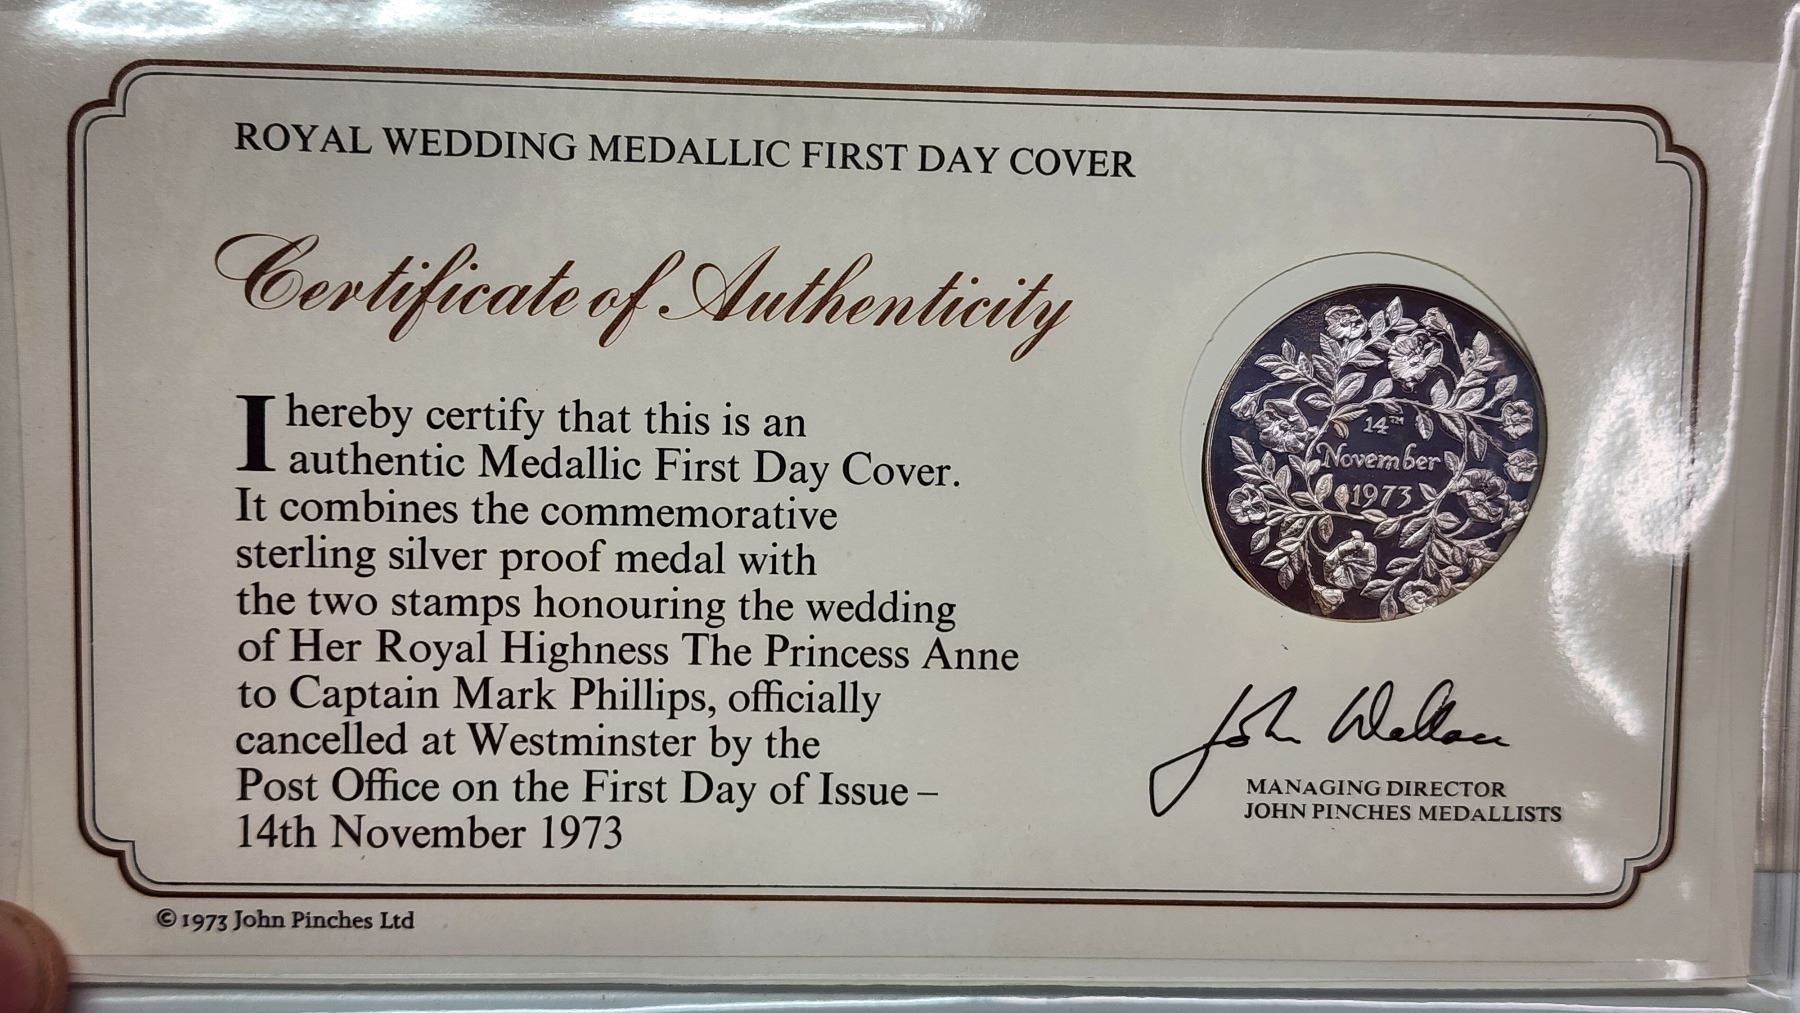 ROYAL WEDDING MEDALLIC FIRST DAY COVER
Certificate of Authenticity
I hereby certify that this is an
authentic Medallic First Day Cover.
It combines the commemorative
sterling silver proof medal with
the two stamps honouring the wedding
of Her Royal Highness The Princess Anne
to Captain Mark Phillips, officially
cancelled at Westminster by the
Post Office on the First Day of Issue –
14th November 1973
14TH
November
1973
John Wallace
MANAGING DIRECTOR
JOHN PINCHES MEDALLISTS
© 1973 John Pinches Ltd